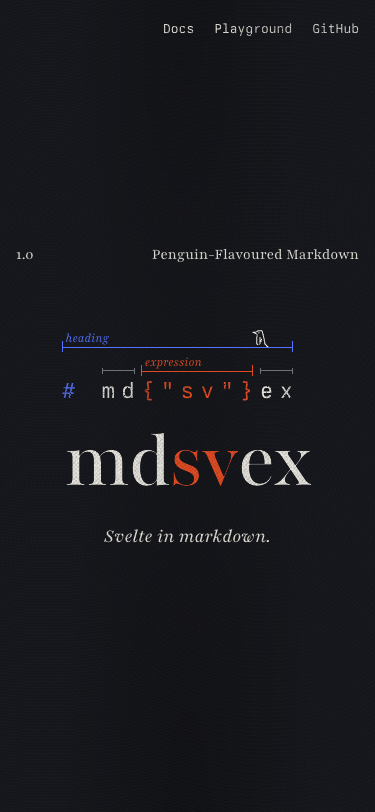 Docs Playground GitHub
1.0 Penguin-Flavoured Markdown
heading
expression
# md{"sv"}ex
mdsvex
Svelte in markdown.